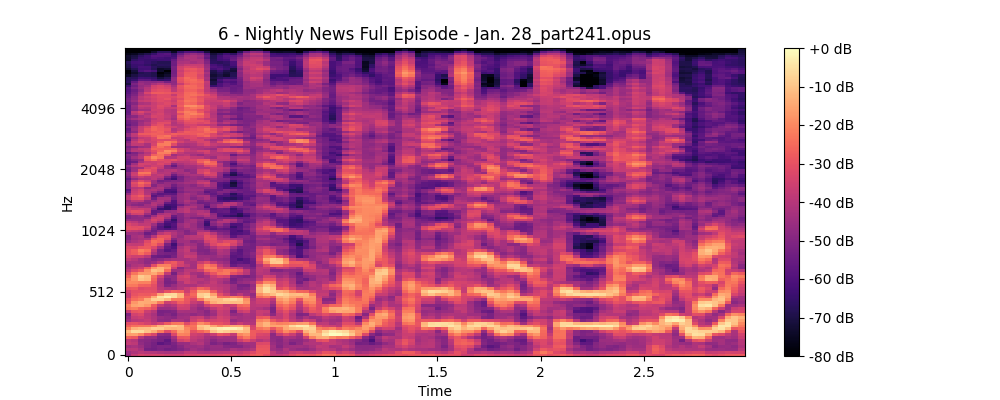 6 - Nightly News Full Episode - Jan. 28_part241.opus
Hz
4096
2048
1024
512
0
0
0.5
1
1.5
2
2.5
Time
+0 dB
-10 dB
-20 dB
-30 dB
-40 dB
-50 dB
-60 dB
-70 dB
-80 dB